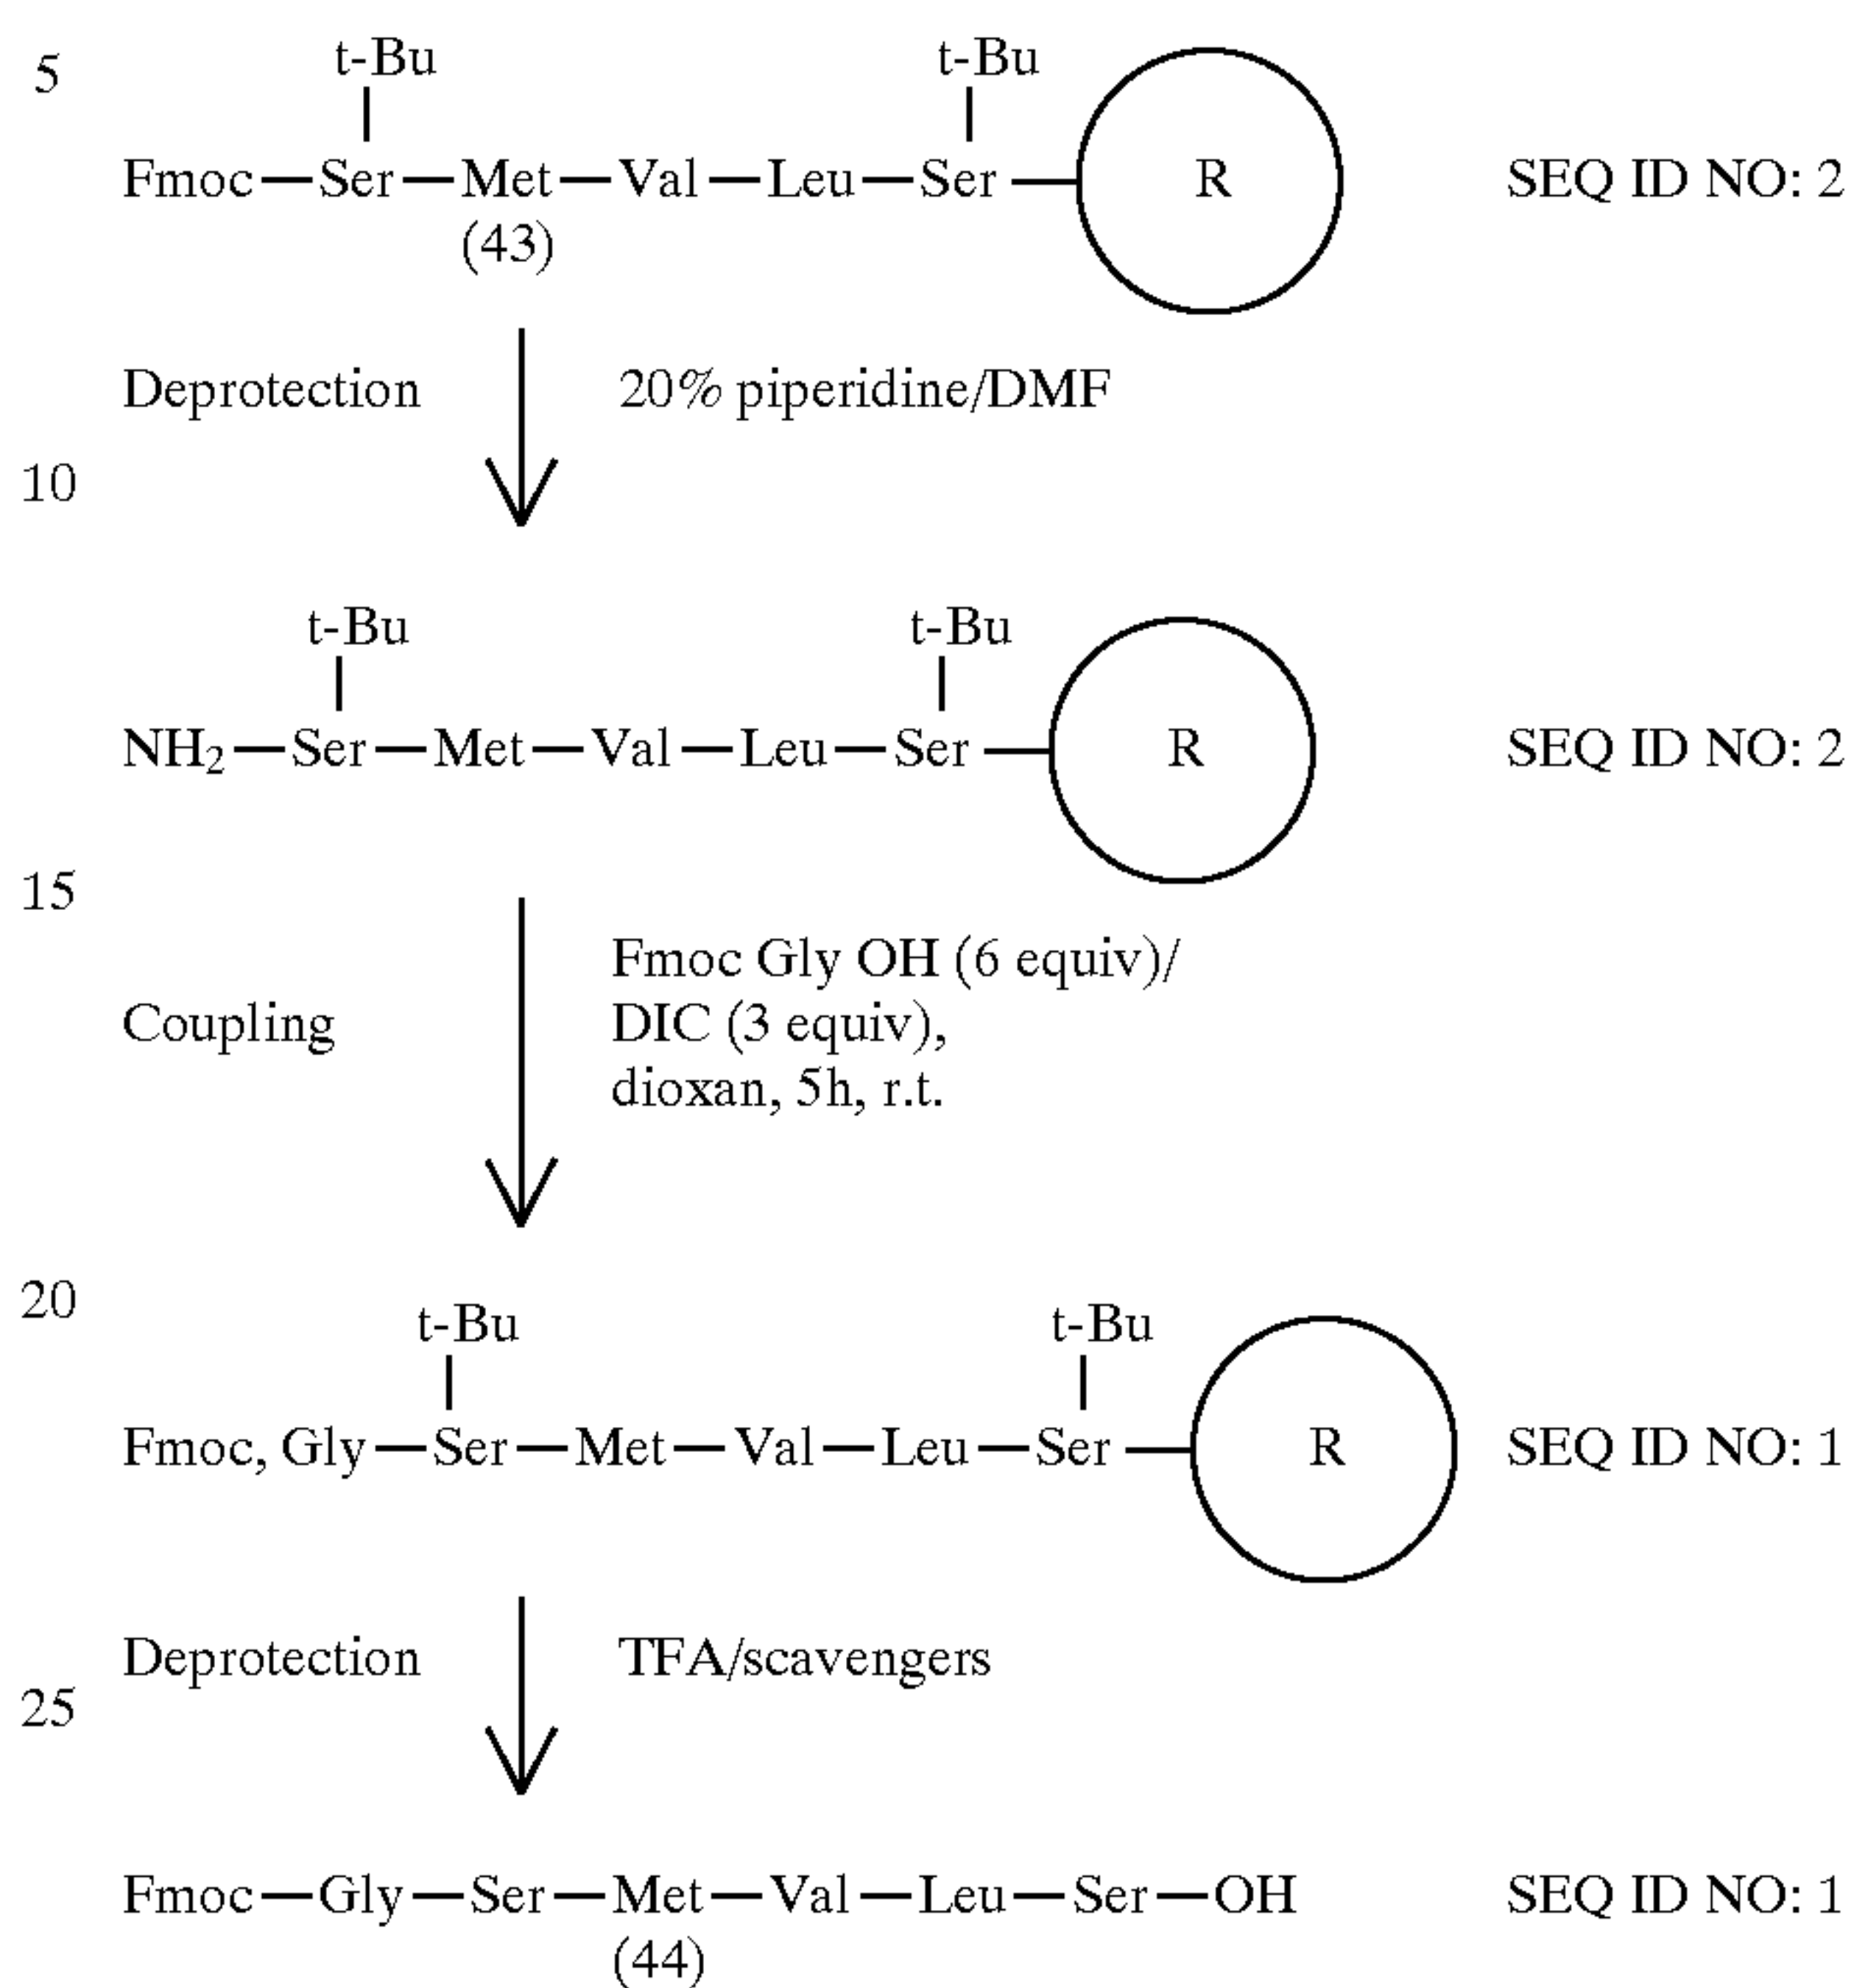 5
t-Bu t-Bu
Fmoc—Ser—Met—Val—Leu—Ser— R SEQ ID NO: 2
(43)
Deprotection 20% piperidine/DMF
10
t-Bu t-Bu
NH₂—Ser—Met—Val—Leu—Ser— R SEQ ID NO: 2
15
Fmoc Gly OH (6 equiv)/
Coupling DIC (3 equiv),
dioxan, 5h, r.t.
20
t-Bu t-Bu
Fmoc, Gly—Ser—Met—Val—Leu—Ser— R SEQ ID NO: 1
Deprotection TFA/scavengers
25
Fmoc—Gly—Ser—Met—Val—Leu—Ser—OH SEQ ID NO: 1
(44)